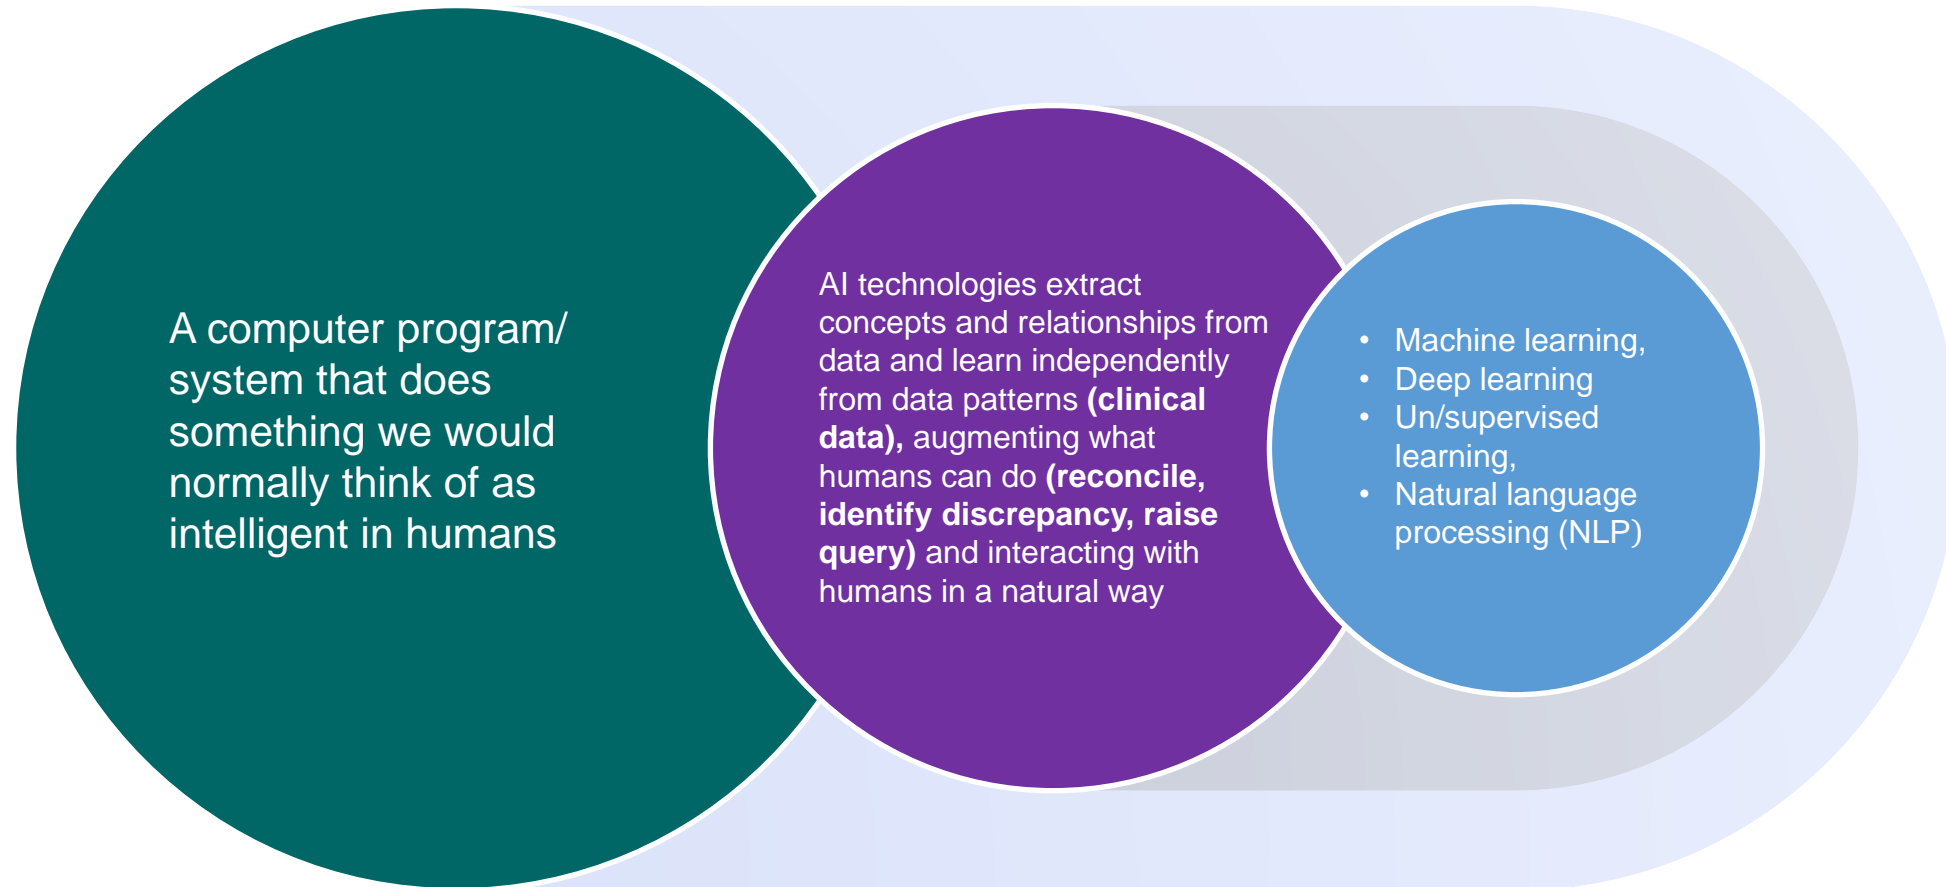 A computer program/
system that does
something we would
normally think of as
intelligent in humans
AI technologies extract
concepts and relationships from
data and learn independently
from data patterns (clinical
data), augmenting what
humans can do (reconcile,
identify discrepancy, raise
query) and interacting with
humans in a natural way
• Machine learning,
• Deep learning
• Un/supervised
learning,
• Natural language
processing (NLP)